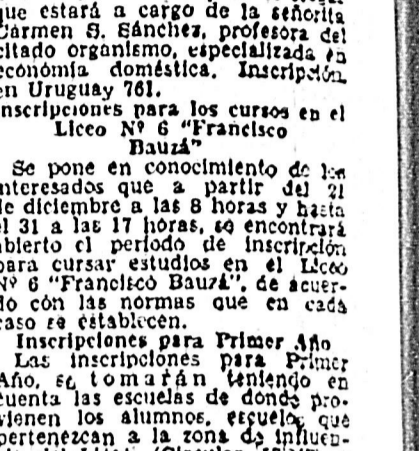 que estará a cargo de la señorita
Carmen S. Sánchez, profesora del
citado organismo, especializada en
economía doméstica. Inscripción
en Uruguay 761.
Inscripciones para los cursos en el
Liceo Nº 6 "Francisco
Bauzá"
Se pone en conocimiento de los
interesados que a partir del 21
de diciembre a las 8 horas y hasta
el 31 a las 17 horas, se encontrará
abierto el período de inscripción
para cursar estudios en el Liceo
Nº 6 "Francisco Bauzá", de acuer-
do con las normas que en cada
caso se establecen.
Inscripciones para Primer Año
Las inscripciones para Primer
Año, se tomarán teniendo en
cuenta las escuelas de donde pro-
vienen los alumnos, escuelas que
pertenezcan a la zona de influen-